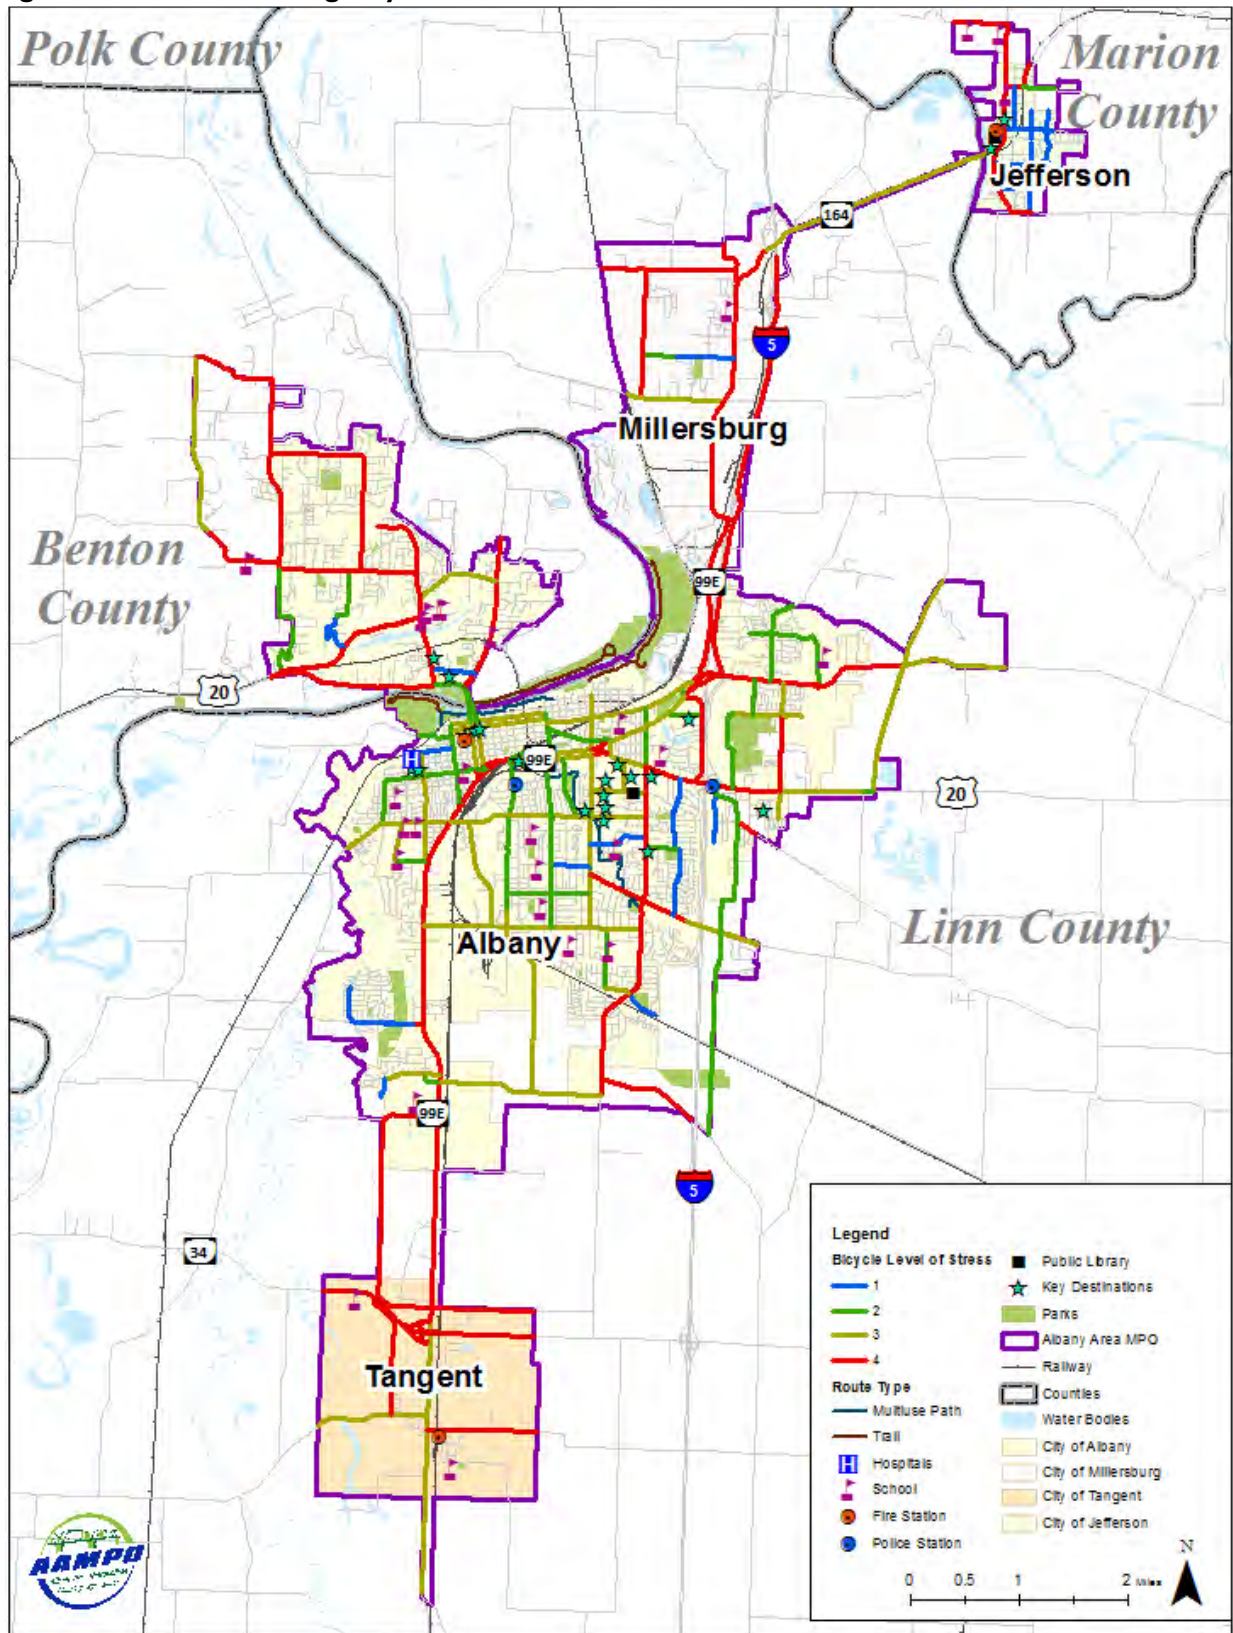 Polk County
Marion
County
Jefferson
164
5
Millersburg
Benton
County
99E
20
99E
20
Linn County
Albany
99E
5
34
Tangent
Legend
Bicycle Level of Stress
1
2
3
4
Route Type
Multiuse Path
Trail
Hospitals
School
Fire Station
Police Station
Public Library
Key Destinations
Parks
Albany Area MPO
Railway
Counties
Water Bodies
City of Albany
City of Millersburg
City of Tangent
City of Jefferson
N
0 0.5 1 2 Miles
AAMPO
H
H